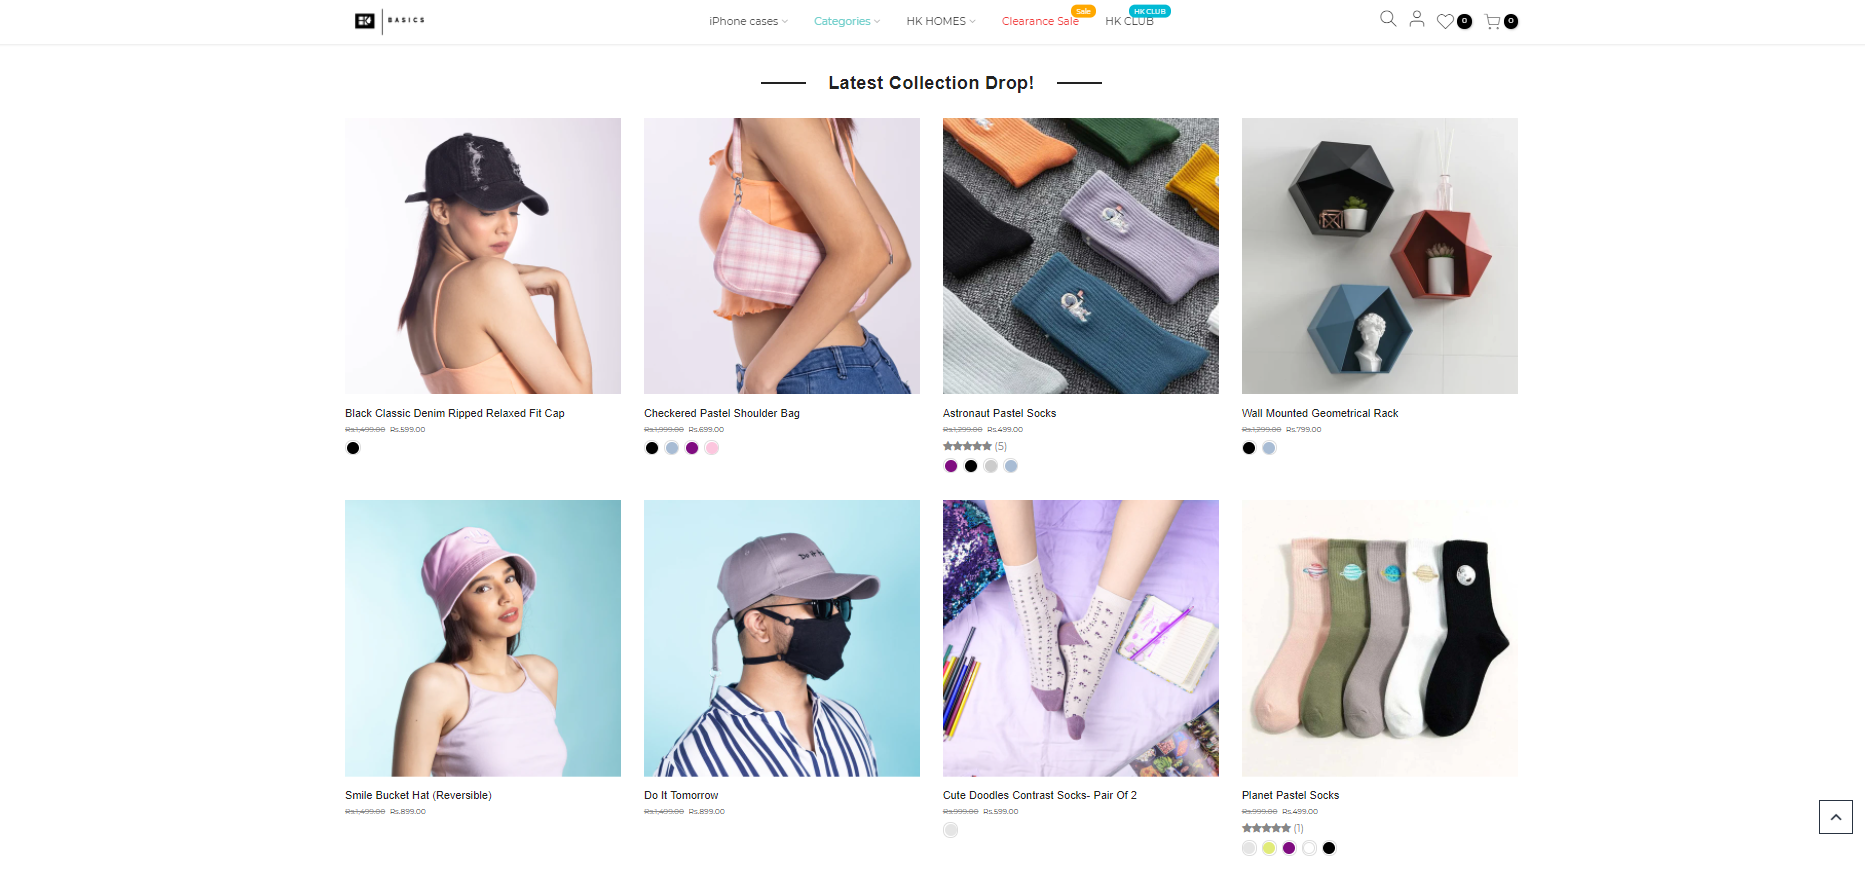 HK BASICS
iPhone cases
Categories
HK HOMES
Clearance Sale
Sale
HK CLUB
HK CLUB
0
0
Latest Collection Drop!
Black Classic Denim Ripped Relaxed Fit Cap
Rs.1,499.00 Rs.599.00
Checkered Pastel Shoulder Bag
Rs.1,999.00 Rs.699.00
Astronaut Pastel Socks
Rs.1,299.00 Rs.499.00
(5)
Wall Mounted Geometrical Rack
Rs.1,299.00 Rs.799.00
Do it
Smile Bucket Hat (Reversible)
Rs.1,499.00 Rs.899.00
Do It Tomorrow
Rs.1,499.00 Rs.899.00
Cute Doodles Contrast Socks- Pair Of 2
Rs.999.00 Rs.599.00
Planet Pastel Socks
Rs.999.00 Rs.499.00
(1)